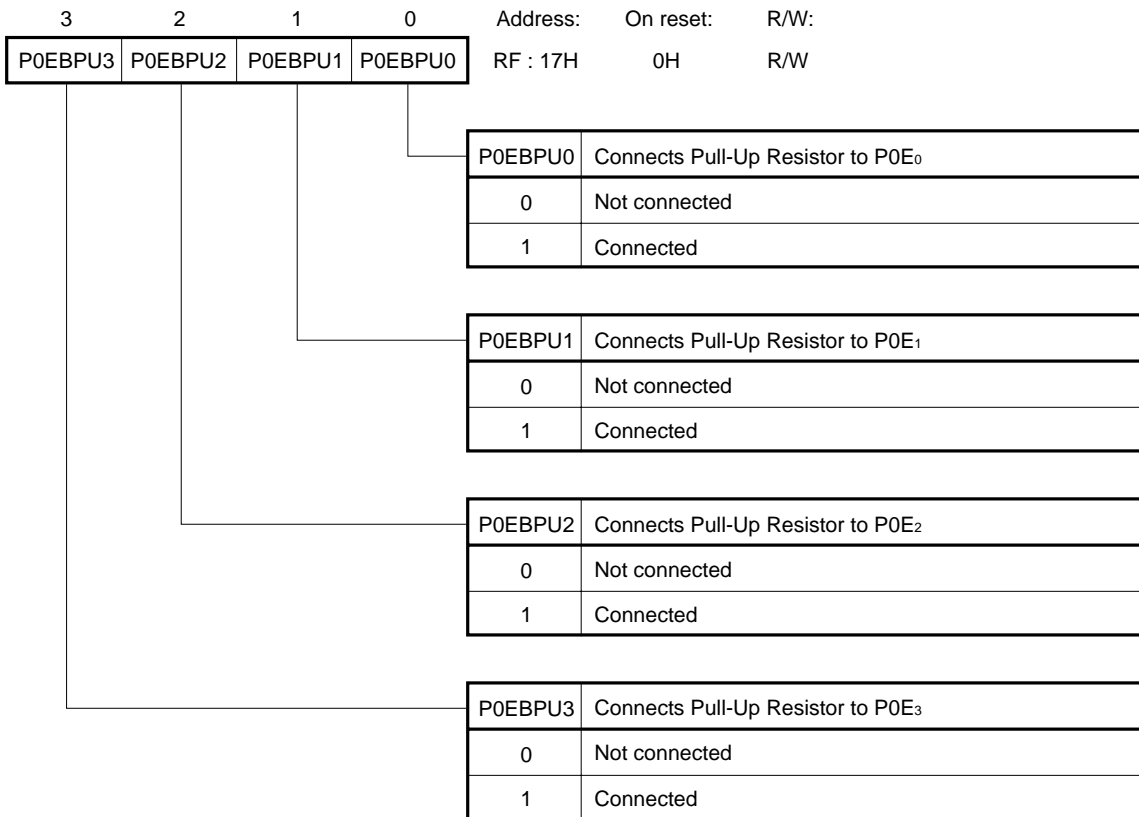 3 2 1 0 Address: On reset: R/W:
P0EBPU3 P0EBPU2 P0EBPU1 P0EBPU0 RF : 17H 0H R/W
P0EBPU0 Connects Pull-Up Resistor to P0E₀
0 Not connected
1 Connected
P0EBPU1 Connects Pull-Up Resistor to P0E₁
0 Not connected
1 Connected
P0EBPU2 Connects Pull-Up Resistor to P0E₂
0 Not connected
1 Connected
P0EBPU3 Connects Pull-Up Resistor to P0E₃
0 Not connected
1 Connected